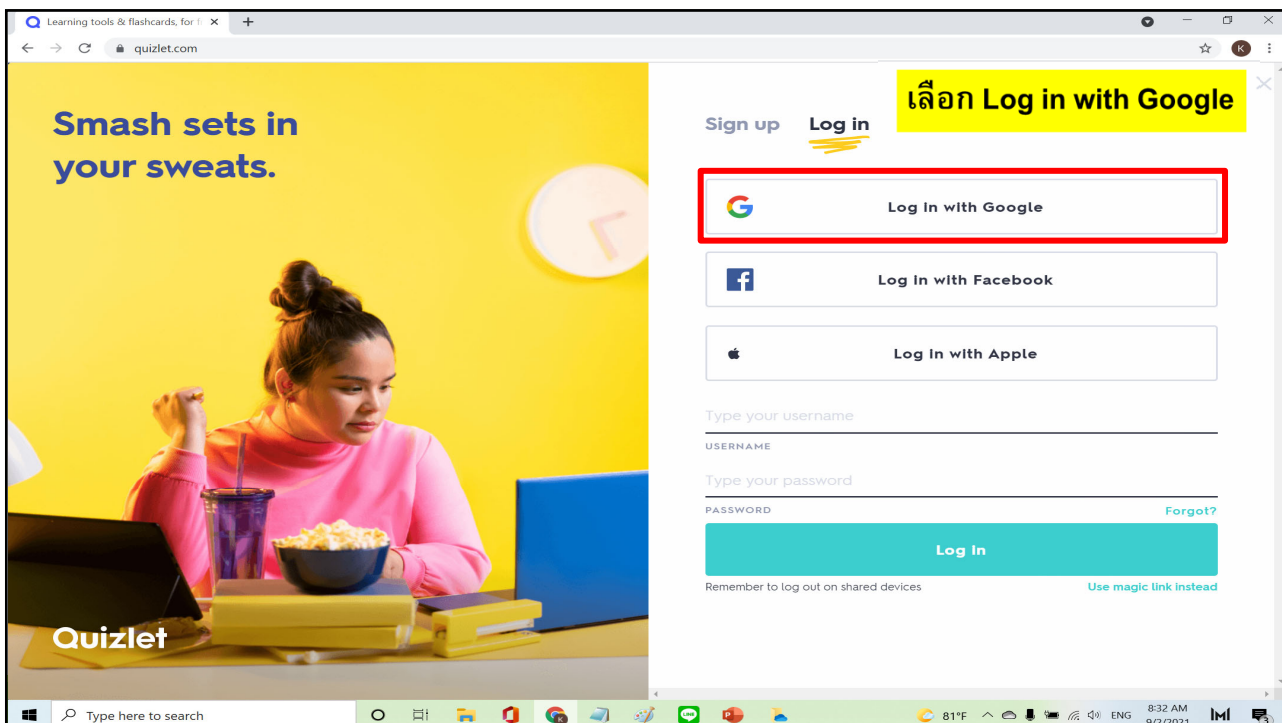 Learning tools & flashcards, for f
quizlet.com
K
Smash sets in
your sweats.
Quizlet
เลือก Log in with Google
Sign up Log in
Log in with Google
Log in with Facebook
Log in with Apple
Type your username
USERNAME
Type your password
PASSWORD Forgot?
Log In
Remember to log out on shared devices Use magic link instead
Type here to search
81°F ENG 8:32 AM
9/2/2021